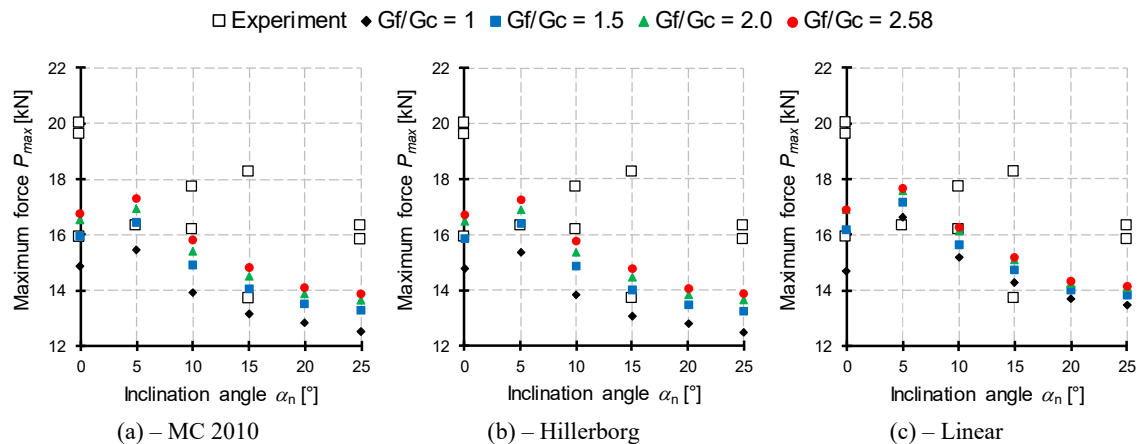 Experiment Gf/Gc = 1 Gf/Gc = 1.5 Gf/Gc = 2.0 Gf/Gc = 2.58
Maximum force Pmax [kN]
22
20
18
16
14
12
0 5 10 15 20 25
Inclination angle αn [°]
(a) – MC 2010
Maximum force Pmax [kN]
22
20
18
16
14
12
0 5 10 15 20 25
Inclination angle αn [°]
(b) – Hillerborg
Maximum force Pmax [kN]
22
20
18
16
14
12
0 5 10 15 20 25
Inclination angle αn [°]
(c) – Linear